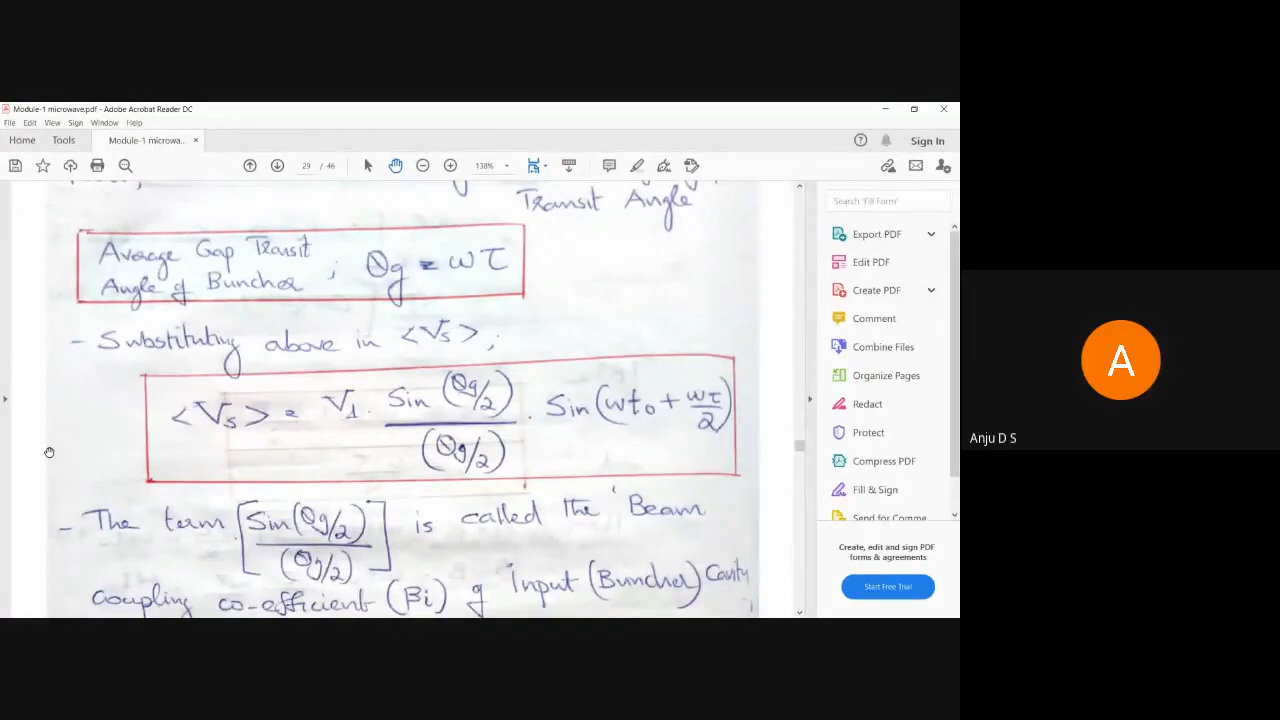 Module-1 microwave.pdf - Adobe Acrobat Reader DC
File Edit View Sign Window Help
Home Tools Module-1 microwa... × Sign In
29 / 46 138%
Transit Angle
Average Gap Transit
Angle of Buncher ; θg = ωτ
- Substituting above in <Vs>,
<Vs> = V1 . Sin (θg/2) / (θg/2) . Sin(ωt0 + ωτ/2)
- The term [Sin(θg/2) / (θg/2)] is called the 'Beam
coupling co-efficient (βi) of Input (Buncher) Cavity
Search 'Fill Form'
Export PDF
Edit PDF
Create PDF
Comment
Combine Files
Organize Pages
Redact
Protect
Compress PDF
Fill & Sign
Send for Comme
Create, edit and sign PDF
forms & agreements
Start Free Trial
A
Anju D S